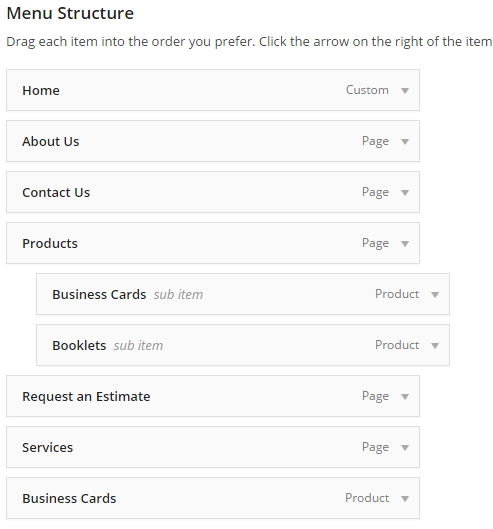 Menu Structure
Drag each item into the order you prefer. Click the arrow on the right of the item
Home Custom
About Us Page
Contact Us Page
Products Page
Business Cards sub item Product
Booklets sub item Product
Request an Estimate Page
Services Page
Business Cards Product